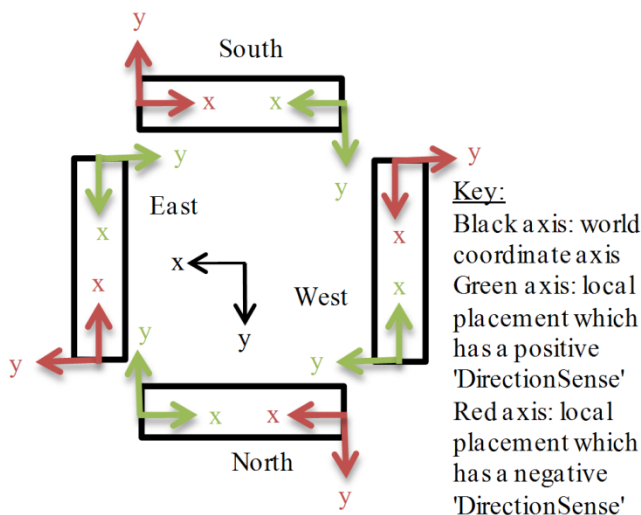 y
South
x
x
y
y
y
East
x
x
x
West
x
x
y
y
y
y
x
x
North
y
Key:
Black axis: world
coordinate axis
Green axis: local
placement which
has a positive
'DirectionSense'
Red axis: local
placement which
has a negative
'DirectionSense'